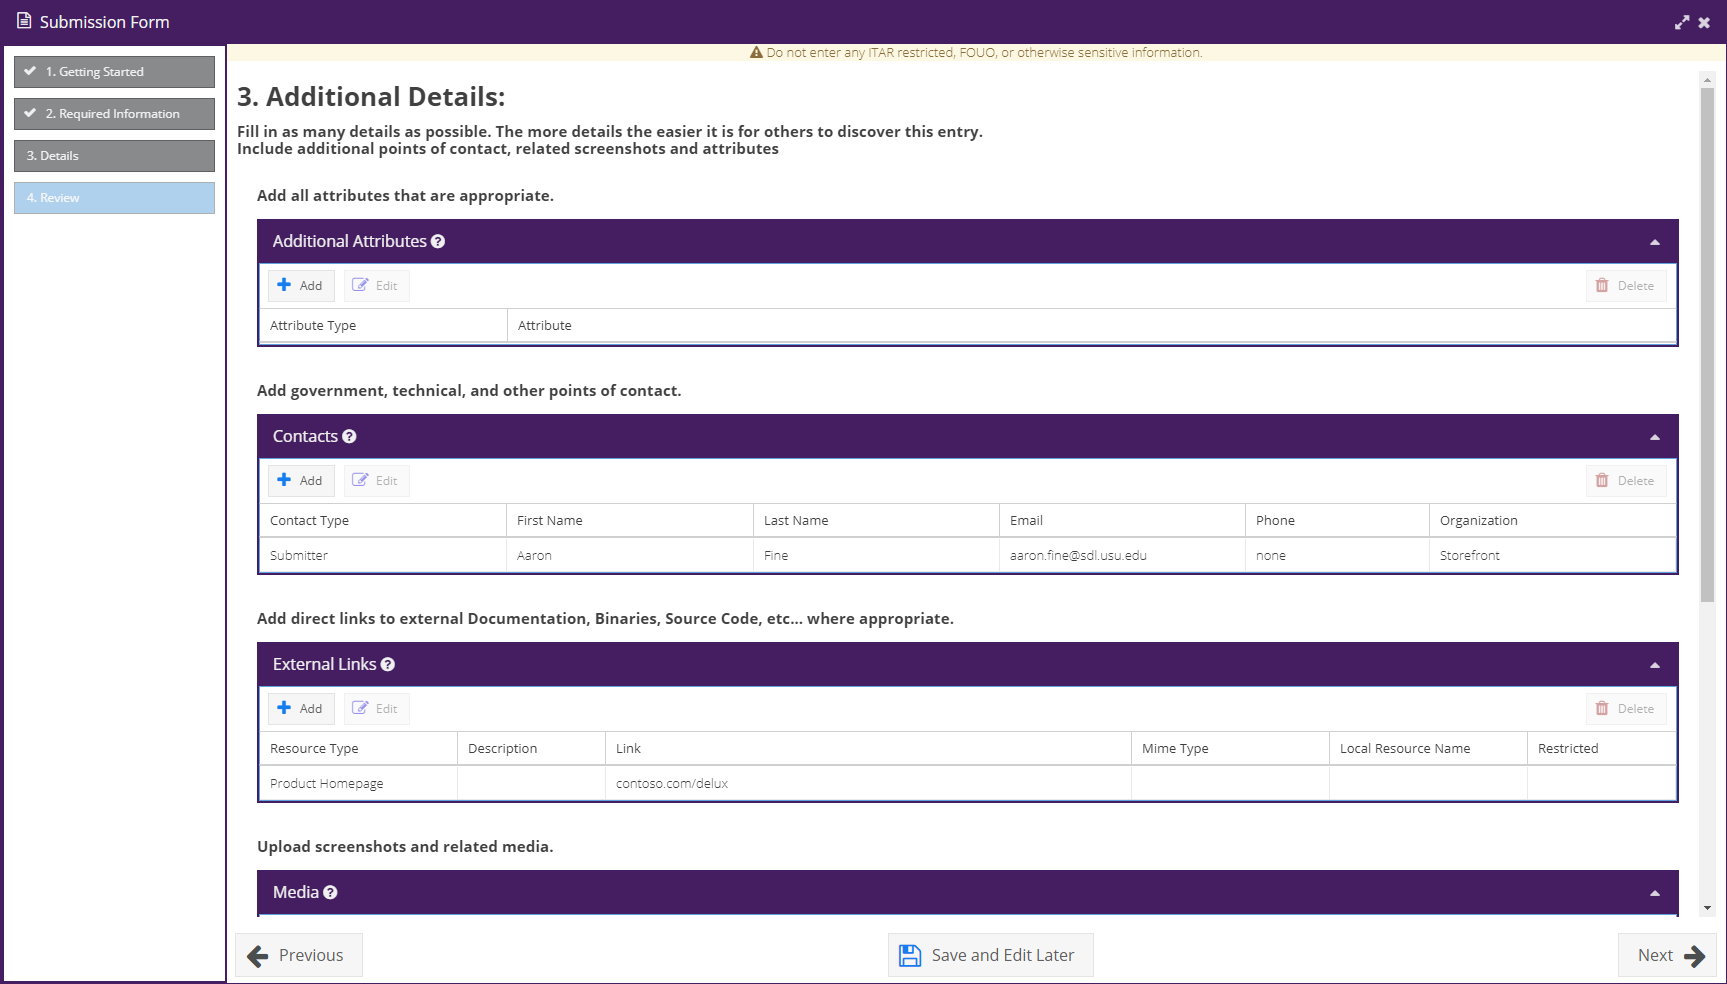 Submission Form
1. Getting Started
2. Required Information
3. Details
4. Review
Do not enter any ITAR restricted, FOUO, or otherwise sensitive information.
3. Additional Details:
Fill in as many details as possible. The more details the easier it is for others to discover this entry.
Include additional points of contact, related screenshots and attributes
Add all attributes that are appropriate.
Additional Attributes ?
Add Edit Delete
Attribute Type Attribute
Add government, technical, and other points of contact.
Contacts ?
Add Edit Delete
Contact Type First Name Last Name Email Phone Organization
Submitter Aaron Fine aaron.fine@sdl.usu.edu none Storefront
Add direct links to external Documentation, Binaries, Source Code, etc... where appropriate.
External Links ?
Add Edit Delete
Resource Type Description Link Mime Type Local Resource Name Restricted
Product Homepage contoso.com/delux
Upload screenshots and related media.
Media ?
Previous Save and Edit Later Next